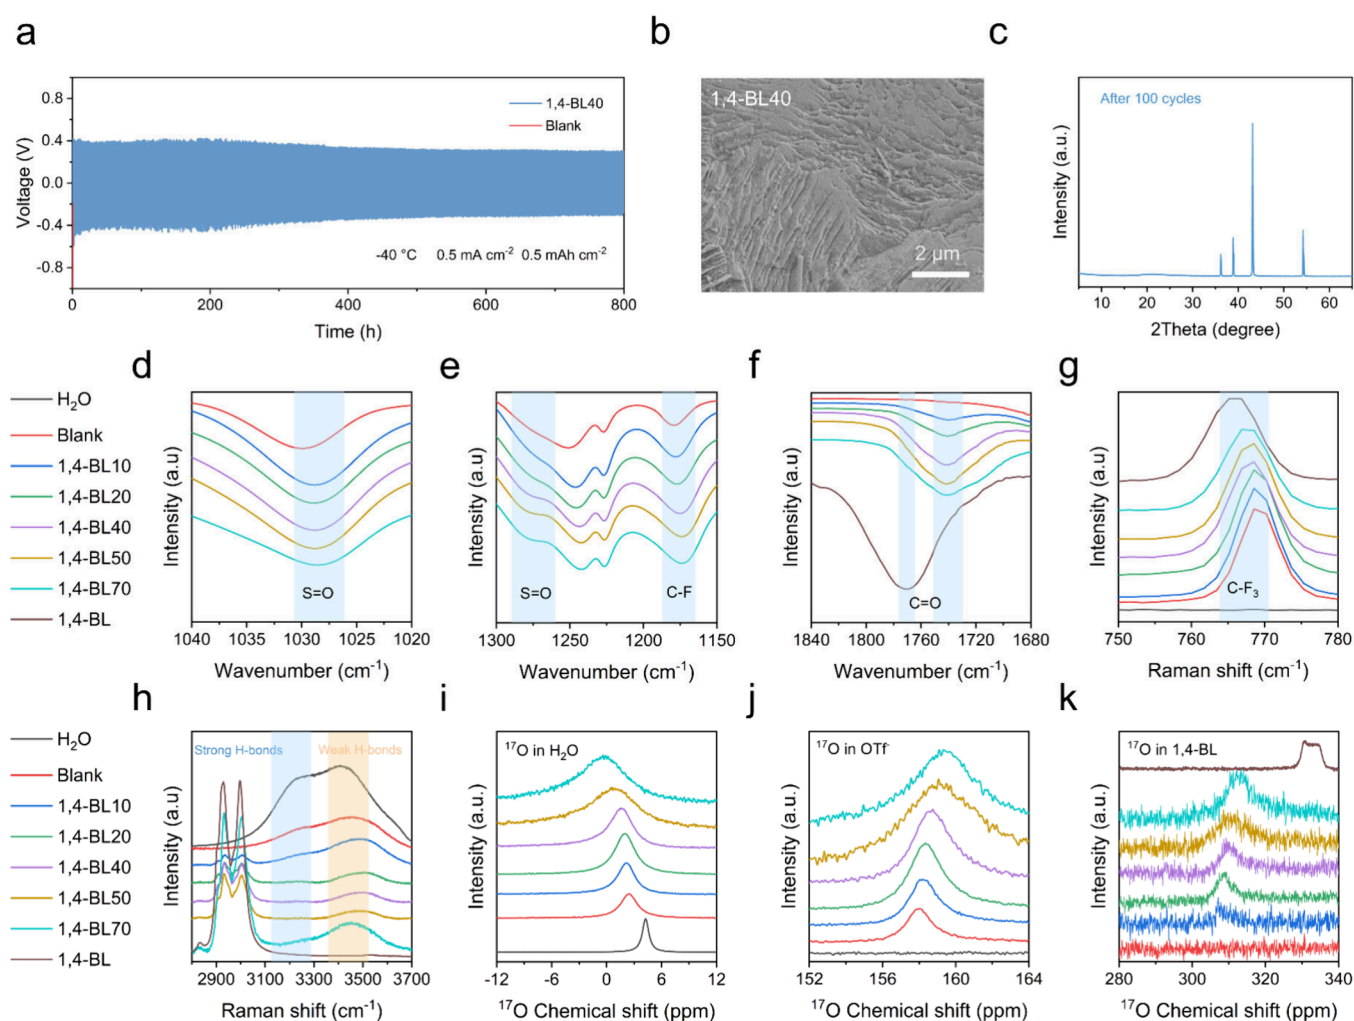 a
b
c
0.8
0.4
0.0
-0.4
-0.8
Voltage (V)
1,4-BL40
Blank
-40 °C 0.5 mA cm⁻² 0.5 mAh cm⁻²
0 200 400 600 800
Time (h)
1,4-BL40
2 μm
Intensity (a.u.)
After 100 cycles
10 20 30 40 50 60
2Theta (degree)
d
e
f
g
H₂O
Blank
1,4-BL10
1,4-BL20
1,4-BL40
1,4-BL50
1,4-BL70
1,4-BL
Intensity (a.u)
S=O
1040 1035 1030 1025 1020
Wavenumber (cm⁻¹)
Intensity (a.u)
S=O
C-F
1300 1250 1200 1150
Wavenumber (cm⁻¹)
Intensity (a.u)
C=O
1840 1800 1760 1720 1680
Wavenumber (cm⁻¹)
Intensity (a.u)
C-F₃
750 760 770 780
Raman shift (cm⁻¹)
h
i
j
k
H₂O
Blank
1,4-BL10
1,4-BL20
1,4-BL40
1,4-BL50
1,4-BL70
1,4-BL
Intensity (a.u)
Strong H-bonds
Weak H-bonds
2800 3100 3400 3700
Raman shift (cm⁻¹)
Intensity (a.u.)
¹⁷O in H₂O
-12 -6 0 6 12
¹⁷O Chemical shift (ppm)
Intensity (a.u.)
¹⁷O in OTf⁻
152 156 160 164
¹⁷O Chemical shift (ppm)
Intensity (a.u.)
¹⁷O in 1,4-BL
280 300 320 340
¹⁷O Chemical shift (ppm)